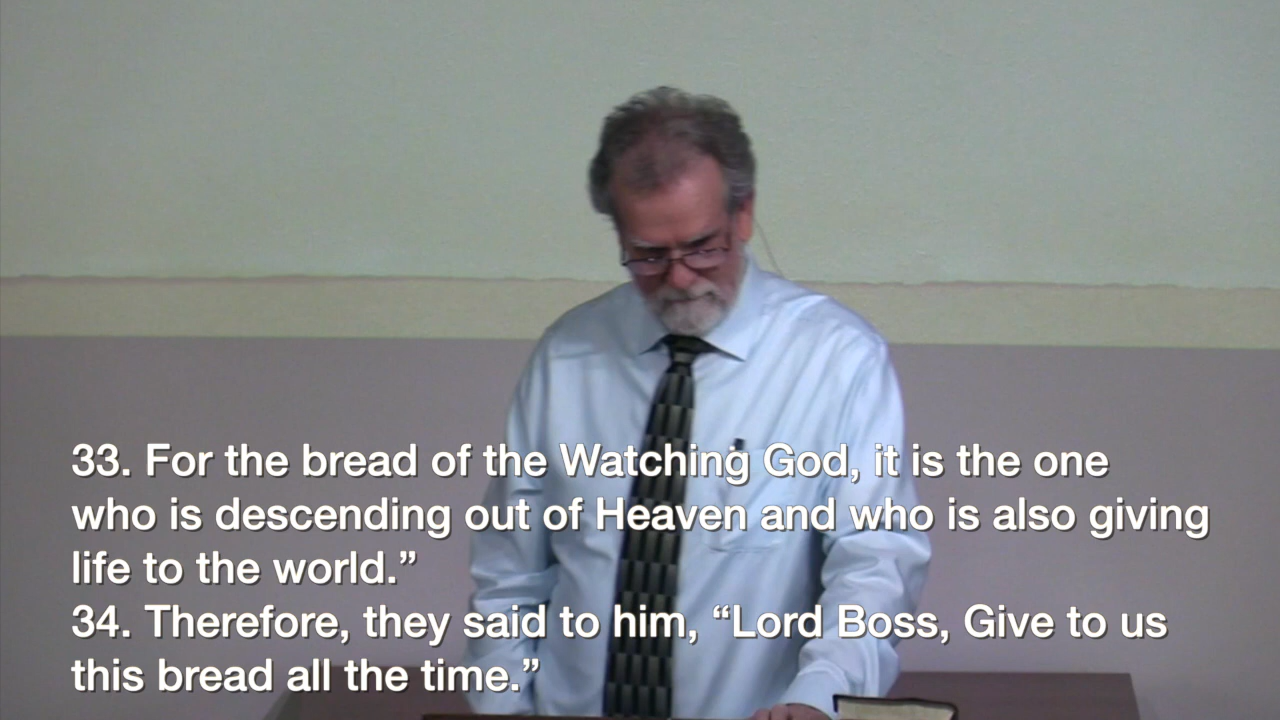 33. For the bread of the Watching God, it is the one
who is descending out of Heaven and who is also giving
life to the world.”
34. Therefore, they said to him, “Lord Boss, Give to us
this bread all the time.”